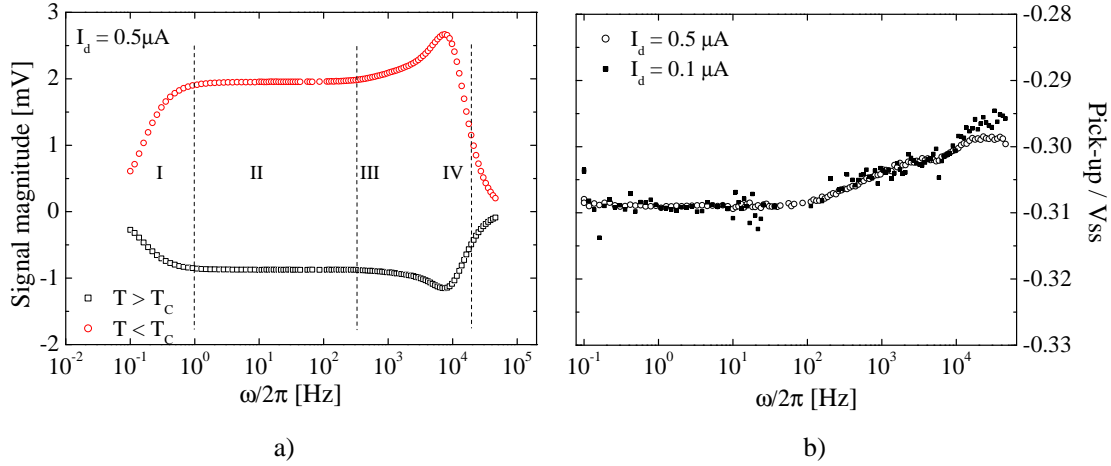 I_d = 0.5μA
Signal magnitude [mV]
3
2
1
0
-1
-2
I II III IV
T > T_C
T < T_C
10^-2 10^-1 10^0 10^1 10^2 10^3 10^4 10^5
ω/2π [Hz]
a)
I_d = 0.5 μA
I_d = 0.1 μA
-0.28
-0.29
-0.30
-0.31
-0.32
-0.33
Pick-up / Vss
10^-1 10^0 10^1 10^2 10^3 10^4
ω/2π [Hz]
b)